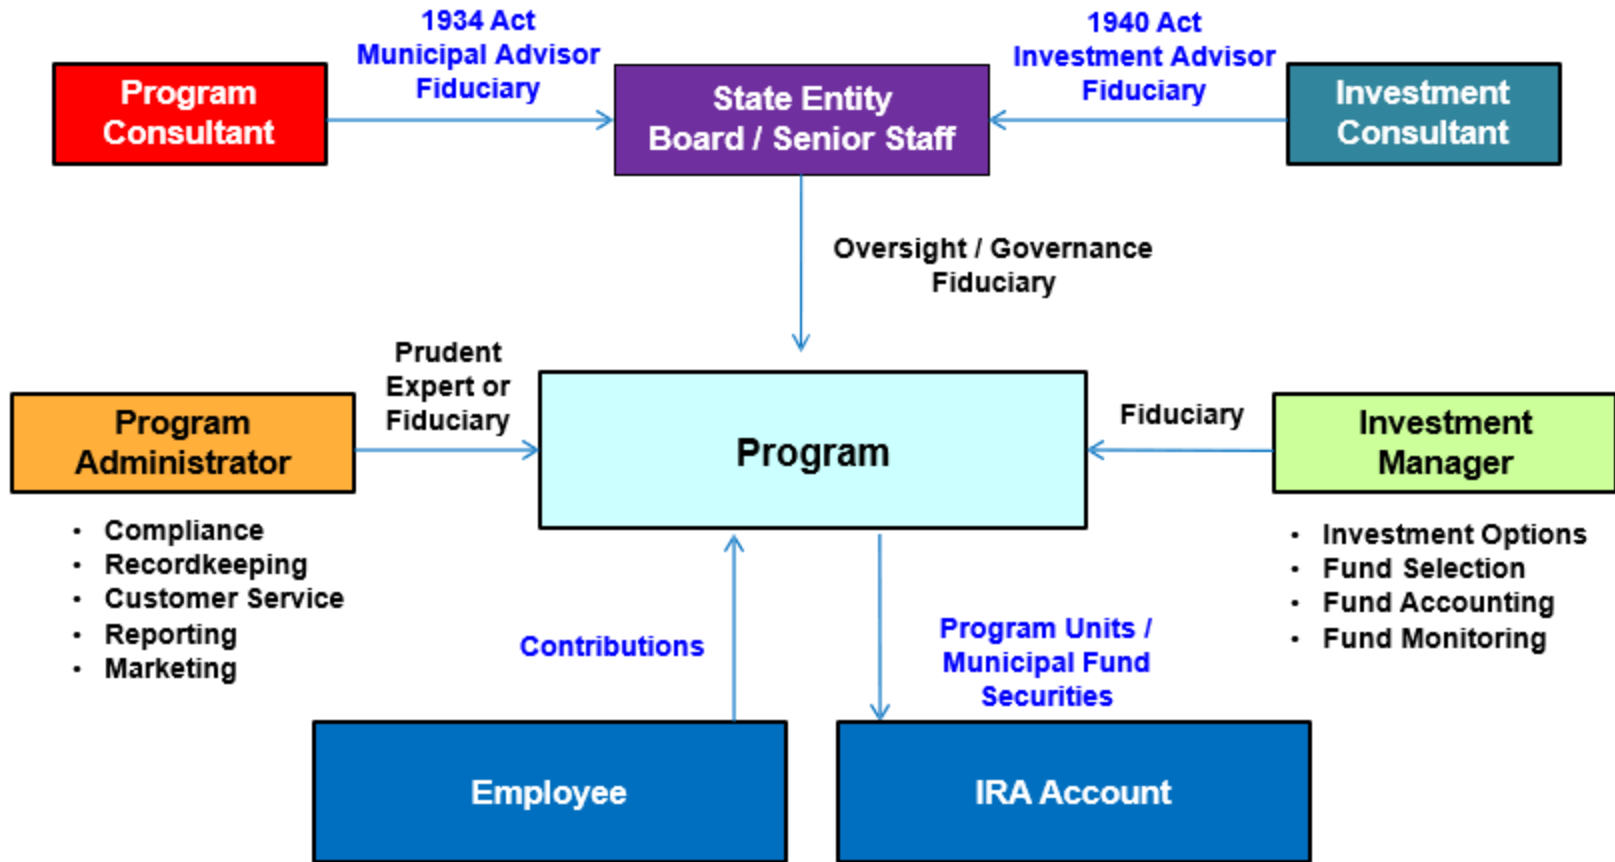 1934 Act
Municipal Advisor
Fiduciary
1940 Act
Investment Advisor
Fiduciary
Program
Consultant
State Entity
Board / Senior Staff
Investment
Consultant
Oversight / Governance
Fiduciary
Prudent
Expert or
Fiduciary
Program
Administrator
Program
Fiduciary
Investment
Manager
• Compliance
• Recordkeeping
• Customer Service
• Reporting
• Marketing
• Investment Options
• Fund Selection
• Fund Accounting
• Fund Monitoring
Contributions
Program Units /
Municipal Fund
Securities
Employee
IRA Account